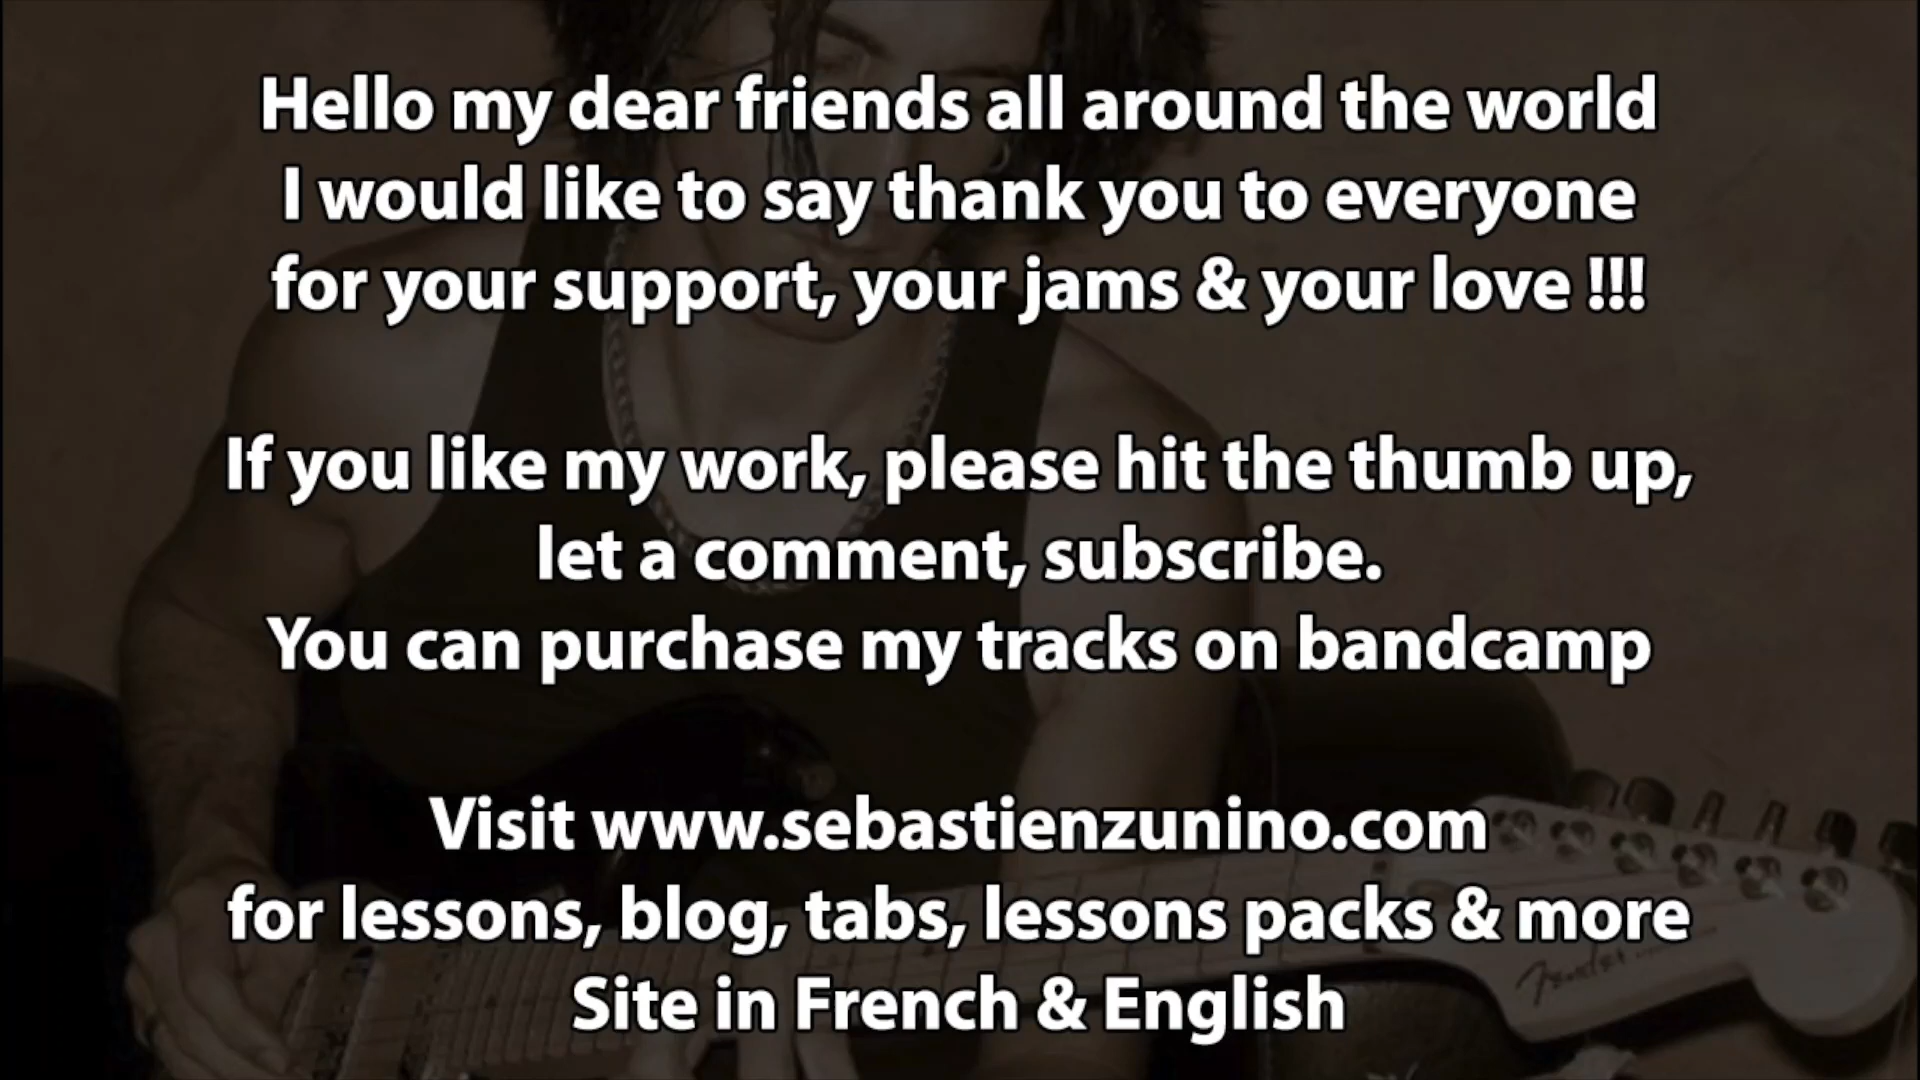 Hello my dear friends all around the world
I would like to say thank you to everyone
for your support, your jams & your love !!!
If you like my work, please hit the thumb up,
let a comment, subscribe.
You can purchase my tracks on bandcamp
Visit www.sebastienzunino.com
for lessons, blog, tabs, lessons packs & more
Site in French & English
Fender